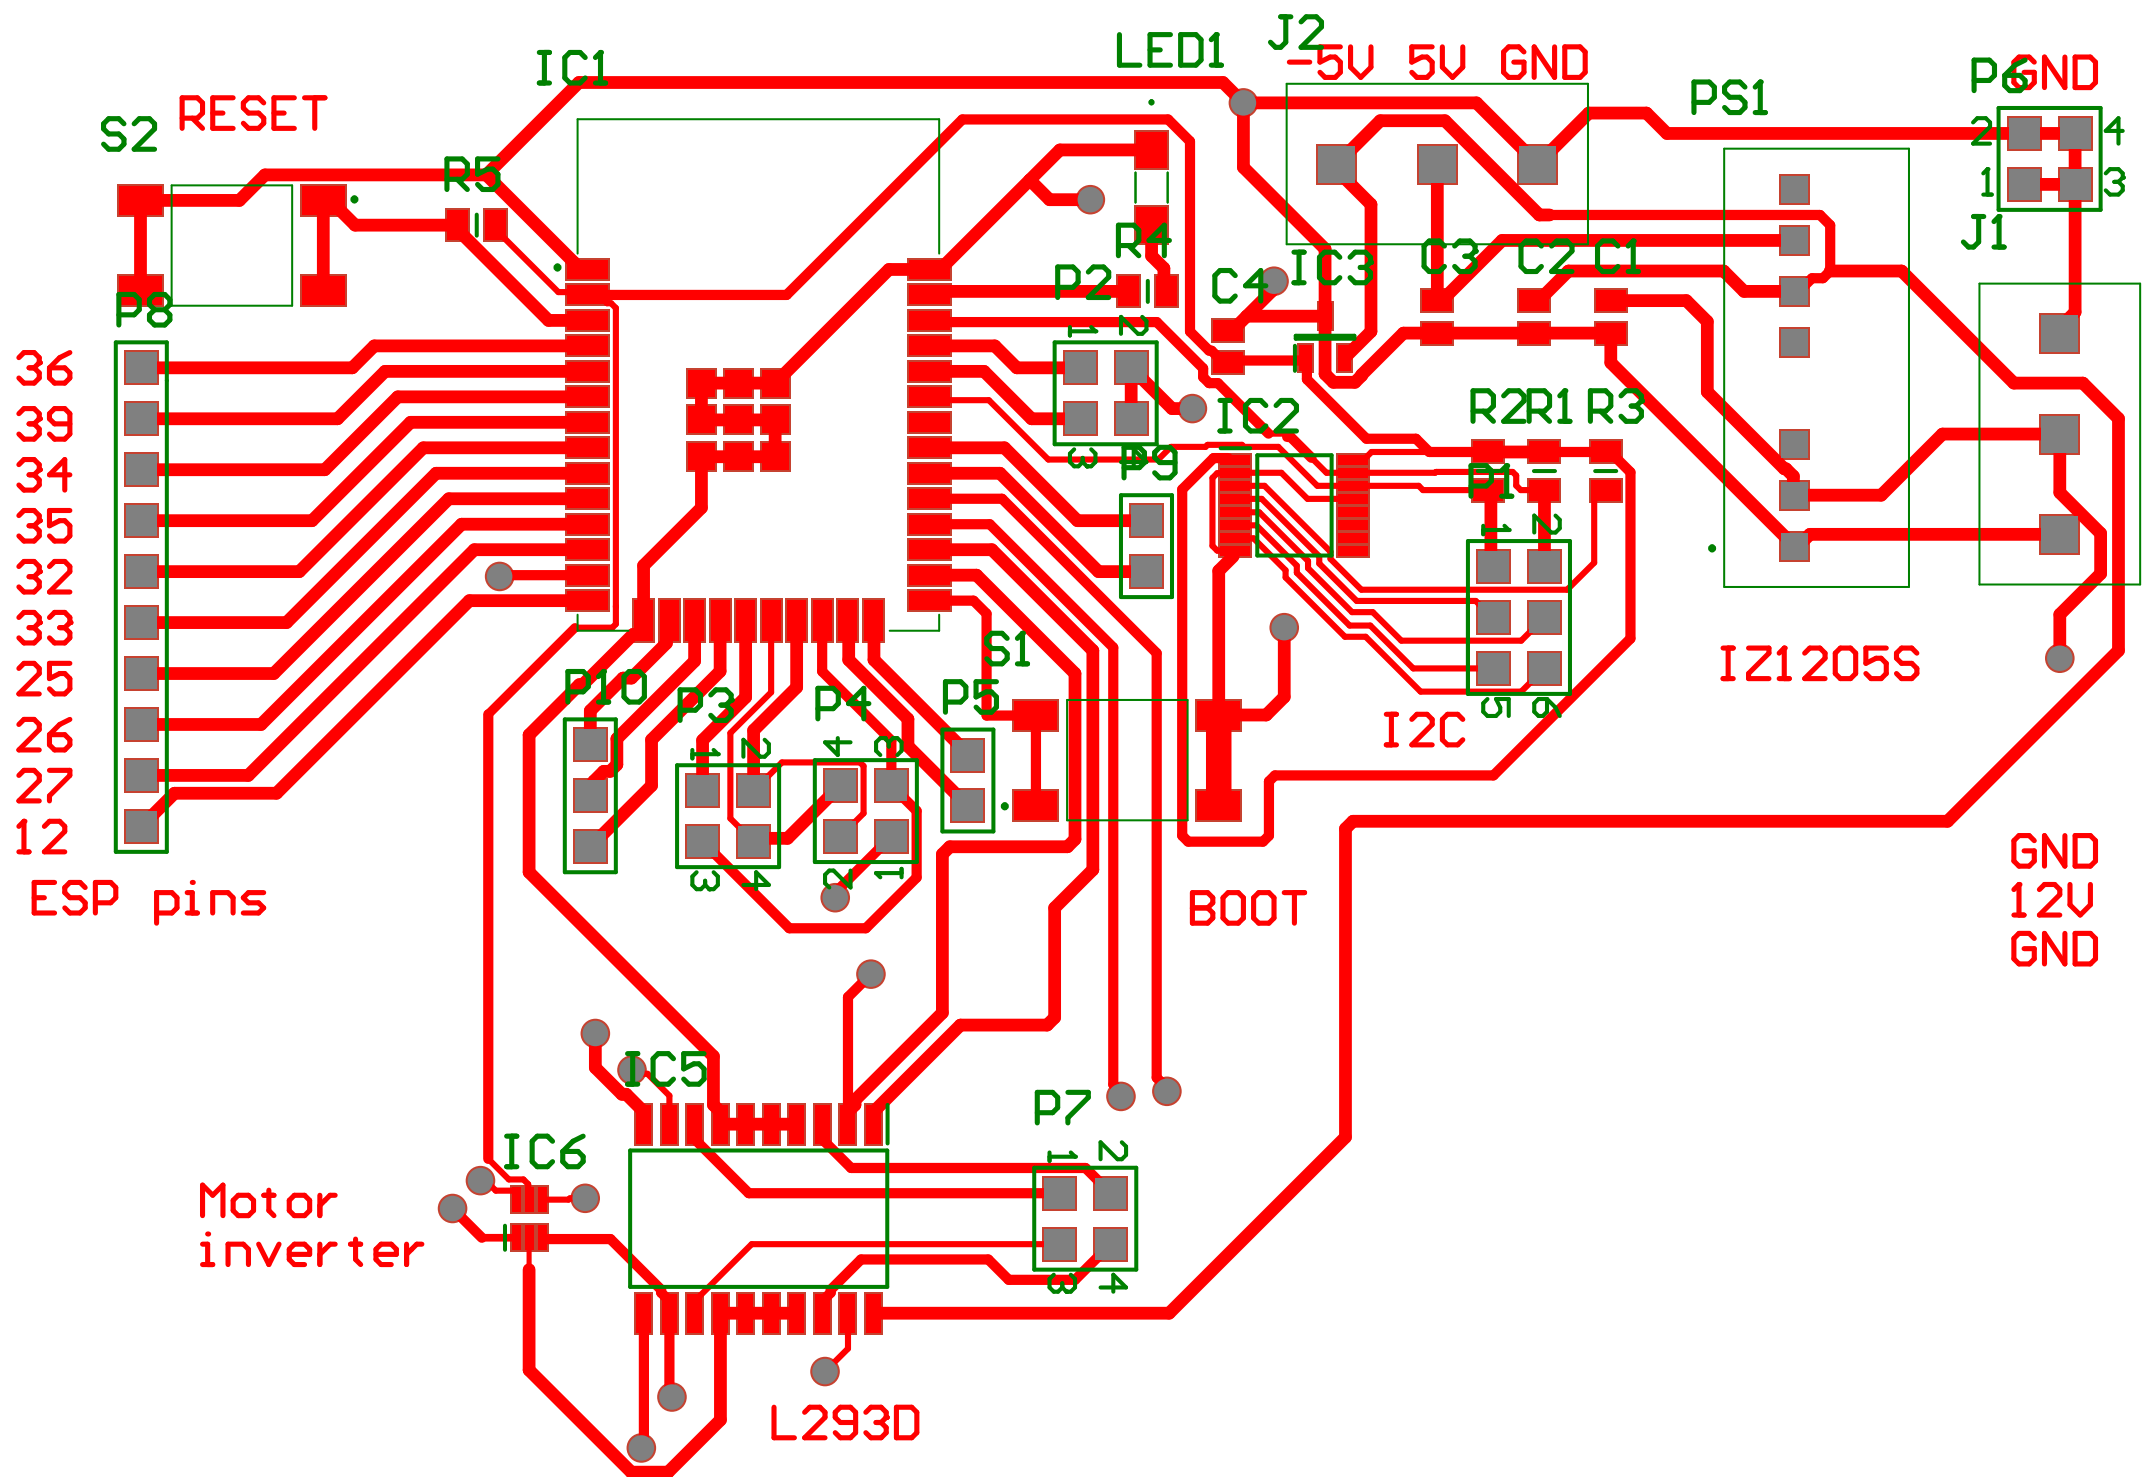 J2
IC1
LED1
-5V 5V GND
GND
P6
PS1
RESET
S2
2
4
R5
1
3
R4
J1
C3
C2
C1
IC3
P2
C4
P8
1
2
36
R2
R1
R3
39
IC2
P9
3
34
P1
35
1
2
32
33
S1
IZ1205S
25
P10
P3
P4
P5
5
6
I2C
26
1
2
4
3
27
12
GND
3
4
2
1
ESP pins
BOOT
12V
GND
IC5
P7
IC6
1
2
Motor
inverter
3
4
L293D